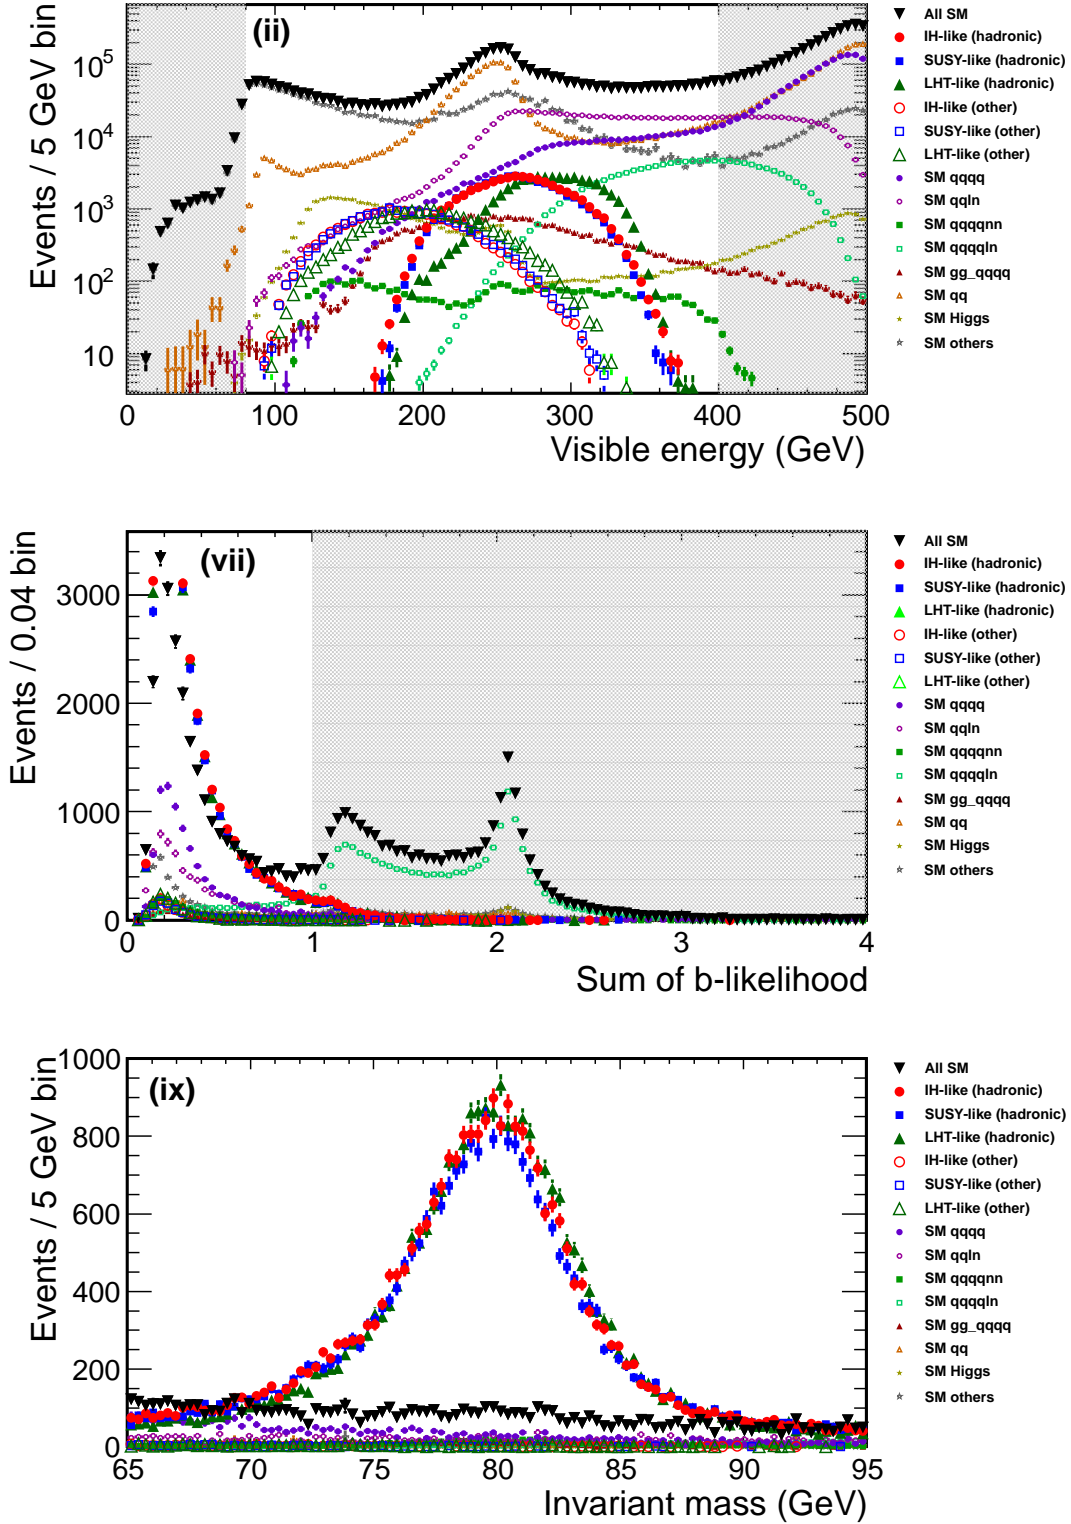 (ii)
Events / 5 GeV bin
10^5
10^4
10^3
10^2
10
0 100 200 300 400 500
Visible energy (GeV)
All SM
IH-like (hadronic)
SUSY-like (hadronic)
LHT-like (hadronic)
IH-like (other)
SUSY-like (other)
LHT-like (other)
SM qqqq
SM qqln
SM qqqqnn
SM qqqqln
SM gg_qqqq
SM qq
SM Higgs
SM others
(vii)
Events / 0.04 bin
3000
2000
1000
0
0 1 2 3 4
Sum of b-likelihood
All SM
IH-like (hadronic)
SUSY-like (hadronic)
LHT-like (hadronic)
IH-like (other)
SUSY-like (other)
LHT-like (other)
SM qqqq
SM qqln
SM qqqqnn
SM qqqqln
SM gg_qqqq
SM qq
SM Higgs
SM others
(ix)
Events / 5 GeV bin
1000
800
600
400
200
0
65 70 75 80 85 90 95
Invariant mass (GeV)
All SM
IH-like (hadronic)
SUSY-like (hadronic)
LHT-like (hadronic)
IH-like (other)
SUSY-like (other)
LHT-like (other)
SM qqqq
SM qqln
SM qqqqnn
SM qqqqln
SM gg_qqqq
SM qq
SM Higgs
SM others